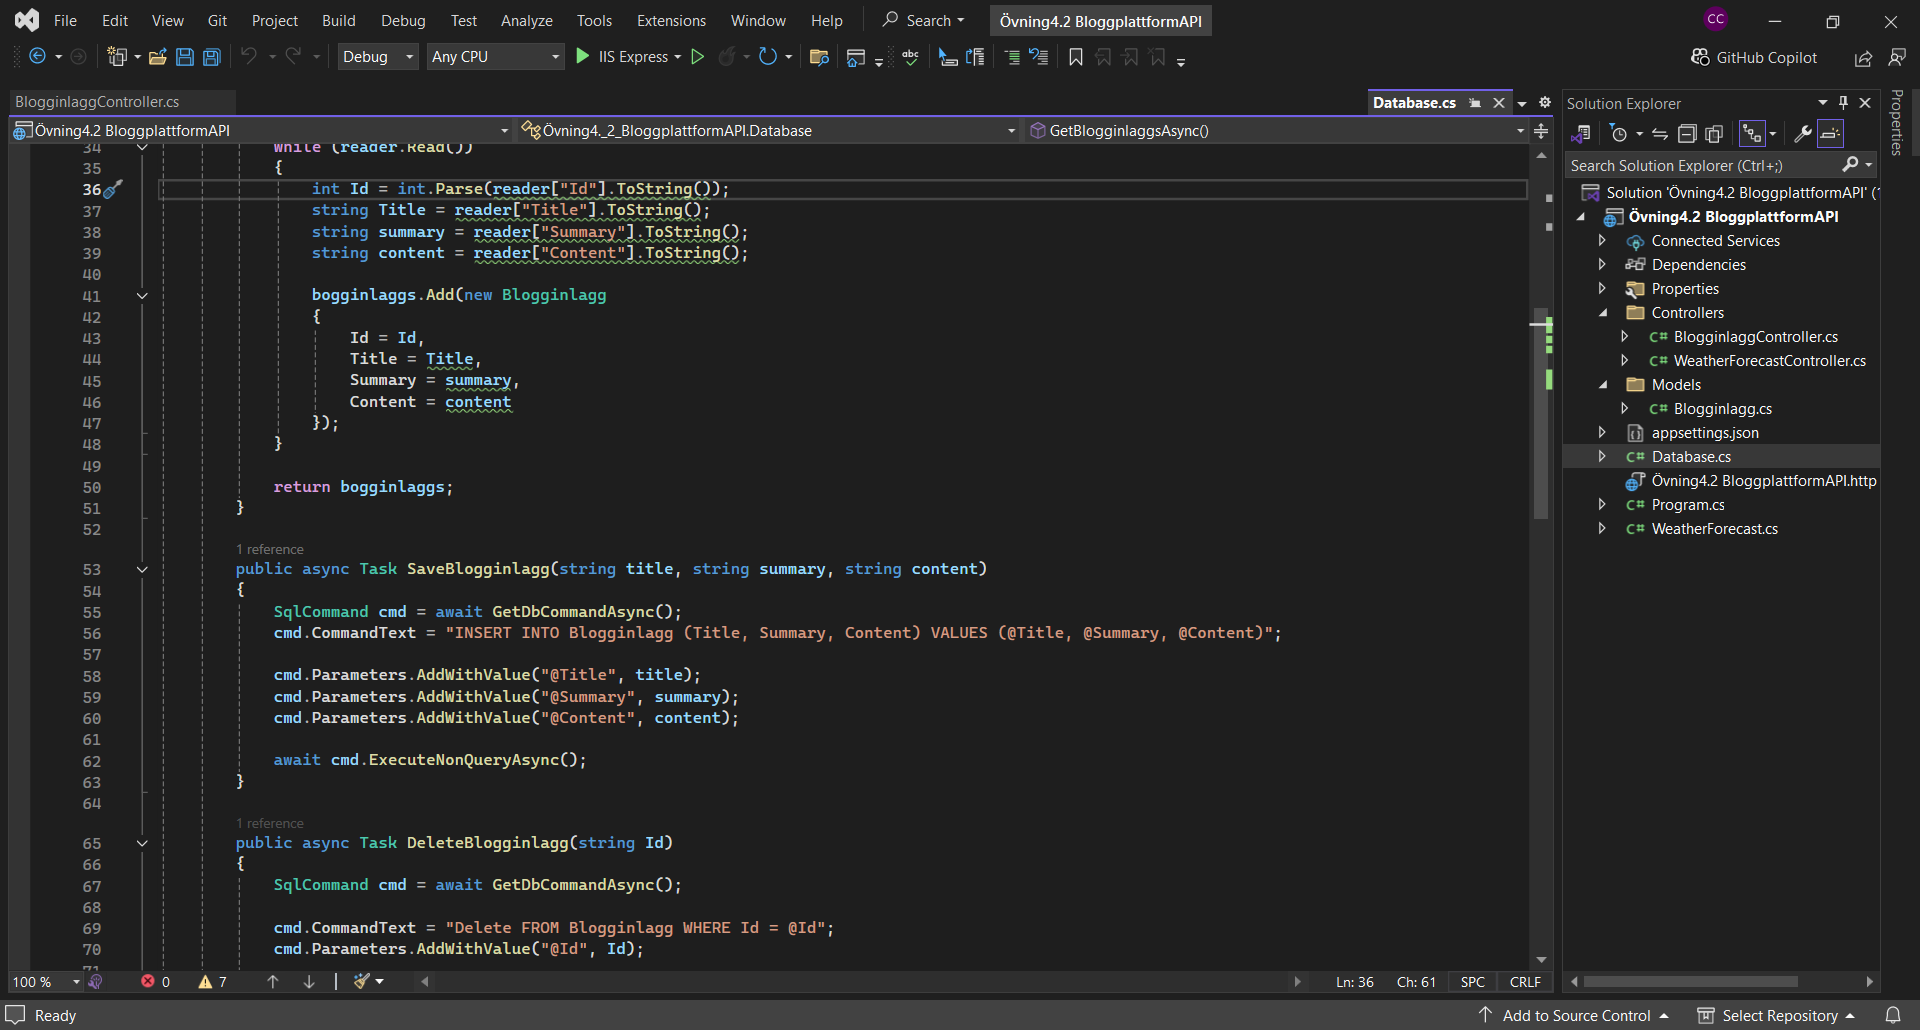 File Edit View Git Project Build Debug Test Analyze Tools Extensions Window Help Search Övning4.2 BloggplattformAPI CC
Debug Any CPU IIS Express abc GitHub Copilot
BlogginlaggController.cs Database.cs
Övning4.2 BloggplattformAPI Övning4._2_BloggplattformAPI.Database GetBlogginlaggsAsync()
34 while (reader.Read())
35 {
36 int Id = int.Parse(reader["Id"].ToString());
37 string Title = reader["Title"].ToString();
38 string summary = reader["Summary"].ToString();
39 string content = reader["Content"].ToString();
40
41 bogginlaggs.Add(new Blogginlagg
42 {
43 Id = Id,
44 Title = Title,
45 Summary = summary,
46 Content = content
47 });
48 }
49
50 return bogginlaggs;
51 }
52
1 reference
53 public async Task SaveBlogginlagg(string title, string summary, string content)
54 {
55 SqlCommand cmd = await GetDbCommandAsync();
56 cmd.CommandText = "INSERT INTO Blogginlagg (Title, Summary, Content) VALUES (@Title, @Summary, @Content)";
57
58 cmd.Parameters.AddWithValue("@Title", title);
59 cmd.Parameters.AddWithValue("@Summary", summary);
60 cmd.Parameters.AddWithValue("@Content", content);
61
62 await cmd.ExecuteNonQueryAsync();
63 }
64
1 reference
65 public async Task DeleteBlogginlagg(string Id)
66 {
67 SqlCommand cmd = await GetDbCommandAsync();
68
69 cmd.CommandText = "Delete FROM Blogginlagg WHERE Id = @Id";
70 cmd.Parameters.AddWithValue("@Id", Id);
71
100 % 0 7 Ln: 36 Ch: 61 SPC CRLF
Solution Explorer
Search Solution Explorer (Ctrl+;)
Solution 'Övning4.2 BloggplattformAPI' (
Övning4.2 BloggplattformAPI
Connected Services
Dependencies
Properties
Controllers
C# BlogginlaggController.cs
C# WeatherForecastController.cs
Models
C# Blogginlagg.cs
appsettings.json
C# Database.cs
Övning4.2 BloggplattformAPI.http
C# Program.cs
C# WeatherForecast.cs
Properties
Ready Add to Source Control Select Repository